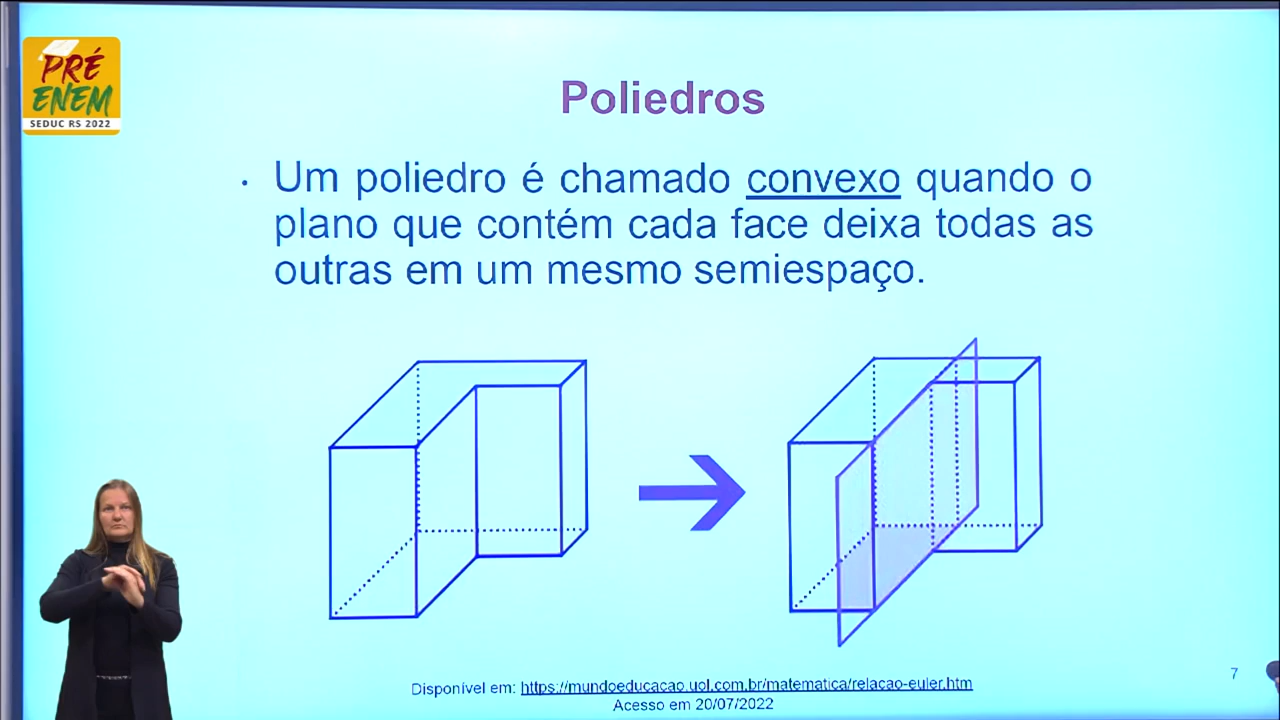 PRÉ
ENEM
SEDUC RS 2022
Poliedros
• Um poliedro é chamado convexo quando o
plano que contém cada face deixa todas as
outras em um mesmo semiespaço.
7
Disponível em: https://mundoeducacao.uol.com.br/matematica/relacao-euler.htm
Acesso em 20/07/2022